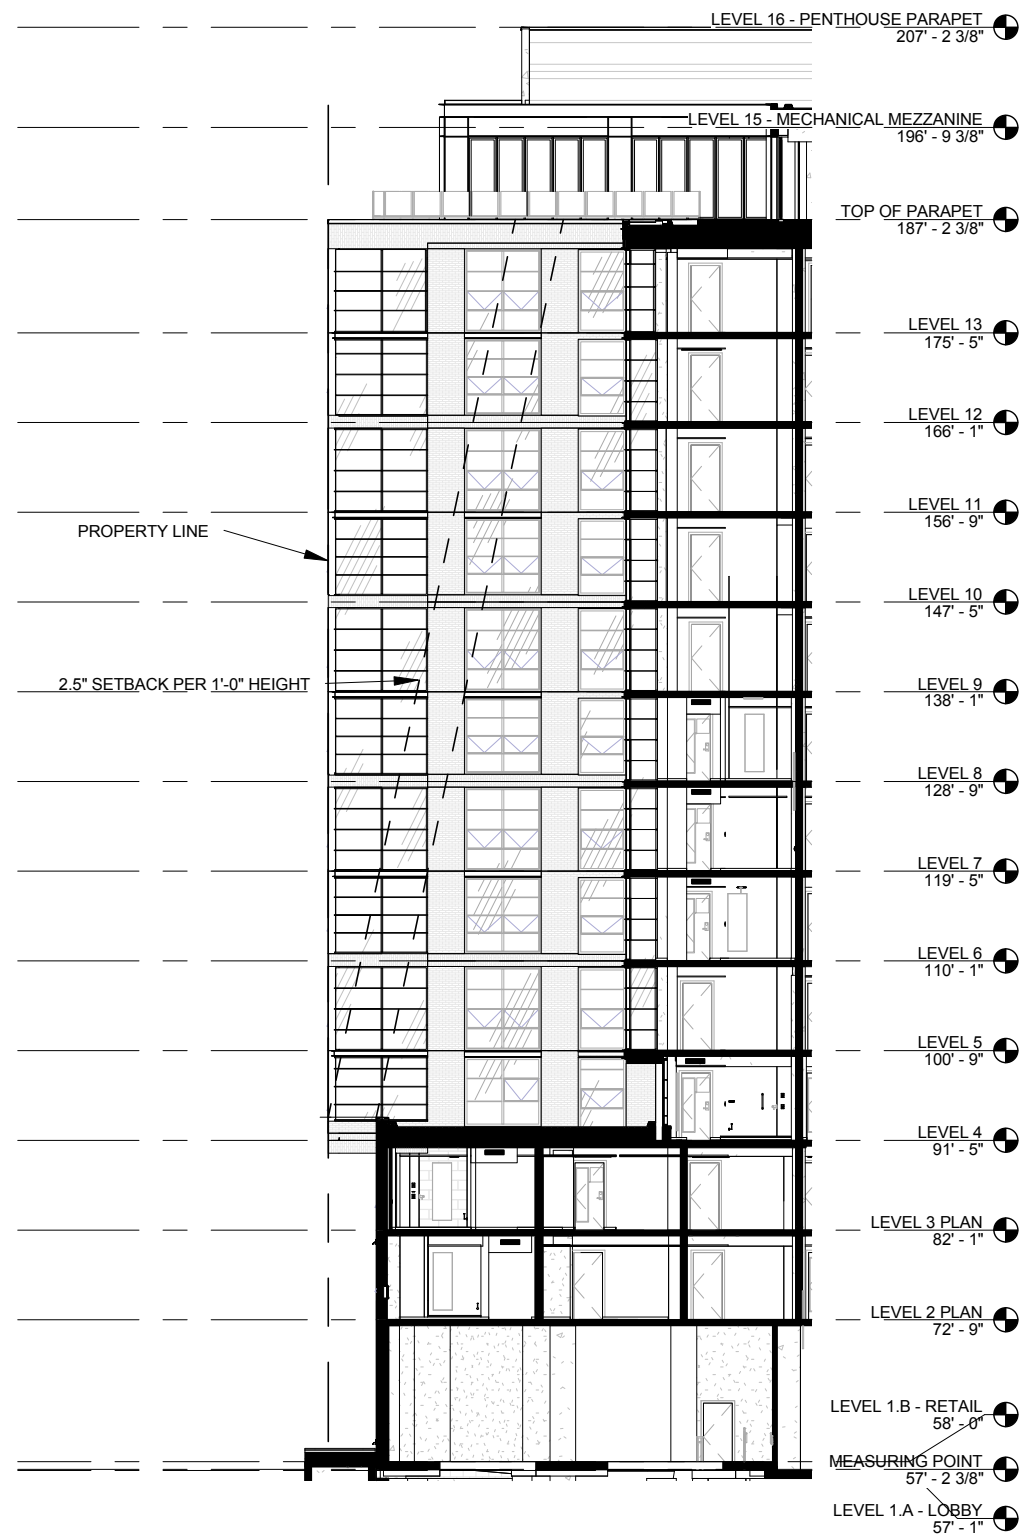 LEVEL 16 - PENTHOUSE PARAPET
207' - 2 3/8"
LEVEL 15 - MECHANICAL MEZZANINE
196' - 9 3/8"
TOP OF PARAPET
187' - 2 3/8"
LEVEL 13
175' - 5"
LEVEL 12
166' - 1"
LEVEL 11
156' - 9"
PROPERTY LINE
LEVEL 10
147' - 5"
2.5" SETBACK PER 1'-0" HEIGHT
LEVEL 9
138' - 1"
LEVEL 8
128' - 9"
LEVEL 7
119' - 5"
LEVEL 6
110' - 1"
LEVEL 5
100' - 9"
LEVEL 4
91' - 5"
LEVEL 3 PLAN
82' - 1"
LEVEL 2 PLAN
72' - 9"
LEVEL 1.B - RETAIL
58' - 0"
MEASURING POINT
57' - 2 3/8"
LEVEL 1.A - LOBBY
57' - 1"